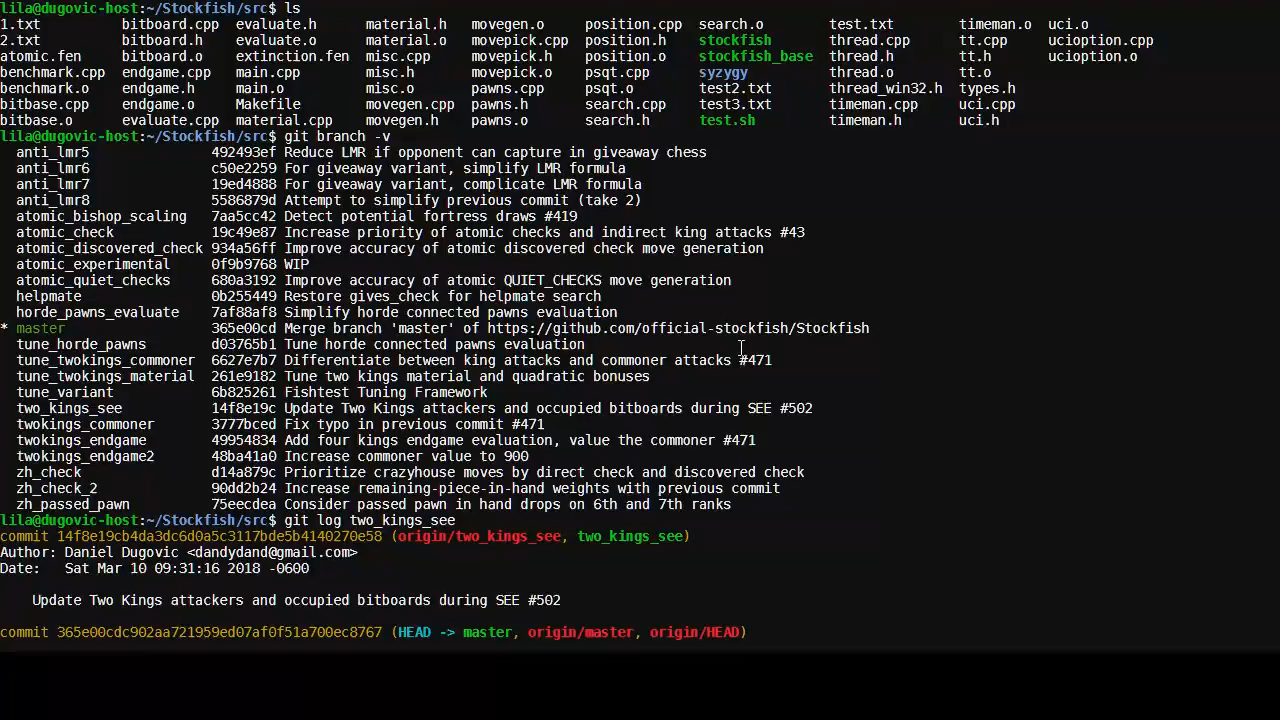 lila@dugovic-host:~/Stockfish/src$ ls
1.txt bitboard.cpp evaluate.h material.h movegen.o position.cpp search.o test.txt timeman.o uci.o
2.txt bitboard.h evaluate.o material.o movepick.cpp position.h stockfish thread.cpp tt.cpp ucioption.cpp
atomic.fen bitboard.o extinction.fen misc.cpp movepick.h position.o stockfish_base thread.h tt.h ucioption.o
benchmark.cpp endgame.cpp main.cpp misc.h movepick.o psqt.cpp syzygy thread.o tt.o
benchmark.o endgame.h main.o misc.o pawns.cpp psqt.o test2.txt thread_win32.h types.h
bitbase.cpp endgame.o Makefile movegen.cpp pawns.h search.cpp test3.txt timeman.cpp uci.cpp
bitbase.o evaluate.cpp material.cpp movegen.h pawns.o search.h test.sh timeman.h uci.h
lila@dugovic-host:~/Stockfish/src$ git branch -v
anti_lmr5 492493ef Reduce LMR if opponent can capture in giveaway chess
anti_lmr6 c50e2259 For giveaway variant, simplify LMR formula
anti_lmr7 19ed4888 For giveaway variant, complicate LMR formula
anti_lmr8 5586879d Attempt to simplify previous commit (take 2)
atomic_bishop_scaling 7aa5cc42 Detect potential fortress draws #419
atomic_check 19c49e87 Increase priority of atomic checks and indirect king attacks #43
atomic_discovered_check 934a56ff Improve accuracy of atomic discovered check move generation
atomic_experimental 0f9b9768 WIP
atomic_quiet_checks 680a3192 Improve accuracy of atomic QUIET_CHECKS move generation
helpmate 0b255449 Restore gives_check for helpmate search
horde_pawns_evaluate 7af88af8 Simplify horde connected pawns evaluation
* master 365e00cd Merge branch 'master' of https://github.com/official-stockfish/Stockfish
tune_horde_pawns d03765b1 Tune horde connected pawns evaluation
tune_twokings_commoner 6627e7b7 Differentiate between king attacks and commoner attacks #471
tune_twokings_material 261e9182 Tune two kings material and quadratic bonuses
tune_variant 6b825261 Fishtest Tuning Framework
two_kings_see 14f8e19c Update Two Kings attackers and occupied bitboards during SEE #502
twokings_commoner 3777bced Fix typo in previous commit #471
twokings_endgame 49954834 Add four kings endgame evaluation, value the commoner #471
twokings_endgame2 48ba41a0 Increase commoner value to 900
zh_check d14a879c Prioritize crazyhouse moves by direct check and discovered check
zh_check_2 90dd2b24 Increase remaining-piece-in-hand weights with previous commit
zh_passed_pawn 75eecdea Consider passed pawn in hand drops on 6th and 7th ranks
lila@dugovic-host:~/Stockfish/src$ git log two_kings_see
commit 14f8e19cb4da3dc6d0a5c3117bde5b4140270e58 (origin/two_kings_see, two_kings_see)
Author: Daniel Dugovic <dandydand@gmail.com>
Date: Sat Mar 10 09:31:16 2018 -0600
Update Two Kings attackers and occupied bitboards during SEE #502
commit 365e00cdc902aa721959ed07af0f51a700ec8767 (HEAD -> master, origin/master, origin/HEAD)